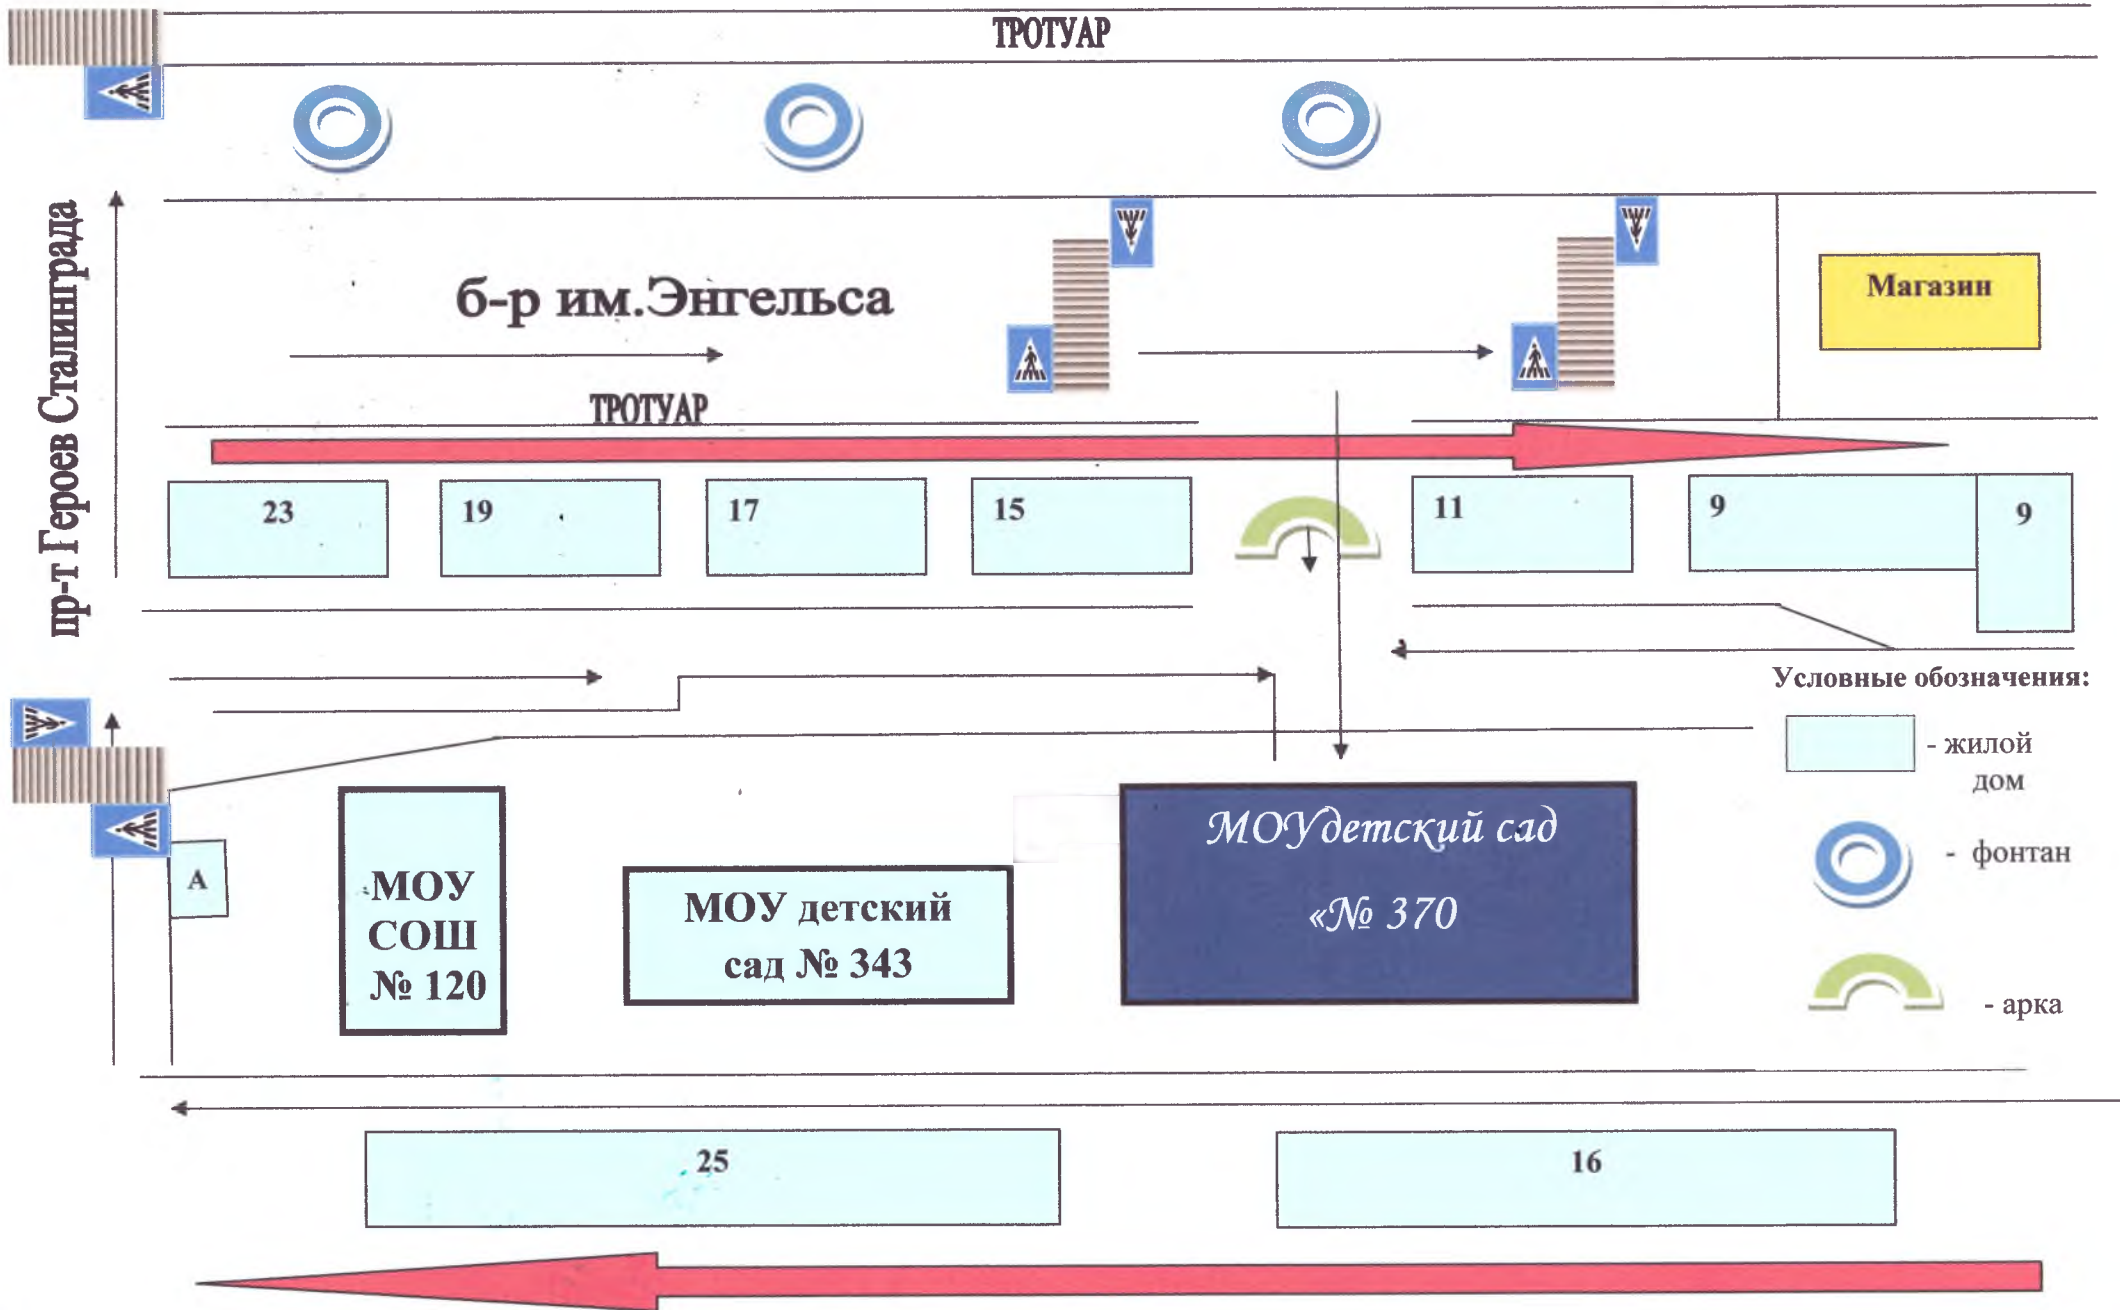 ТРОТУАР
пр-т Героев Сталинграда
б-р им.Энгельса
Магазин
ТРОТУАР
23
19
17
15
11
9
9
Условные обозначения:
- жилой
дом
- фонтан
- арка
А
МОУ
СОШ
№ 120
МОУ детский
сад № 343
МОУдетский сад
«№ 370
25
16